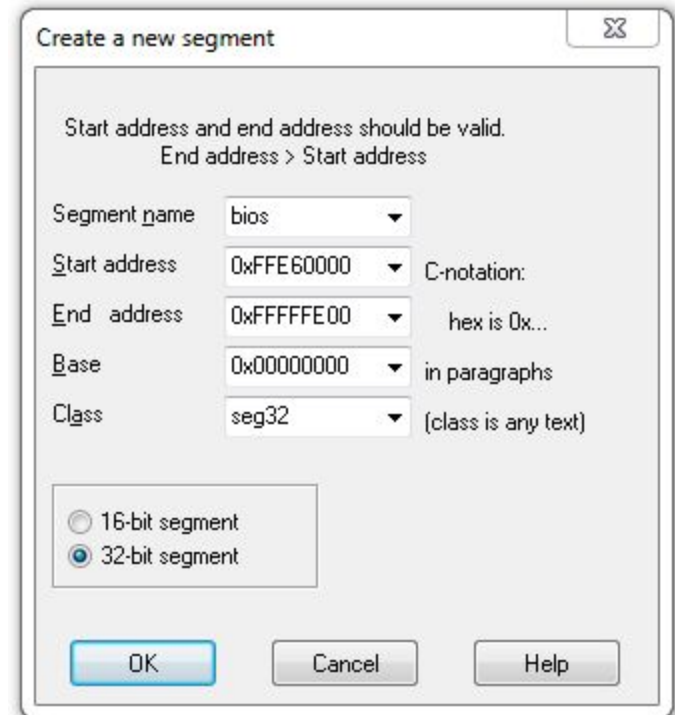 Create a new segment
Start address and end address should be valid.
End address > Start address
Segment name bios
Start address 0xFFE60000 C-notation:
End address 0xFFFFFE00 hex is 0x...
Base 0x00000000 in paragraphs
Class seg32 (class is any text)
16-bit segment
32-bit segment
OK Cancel Help